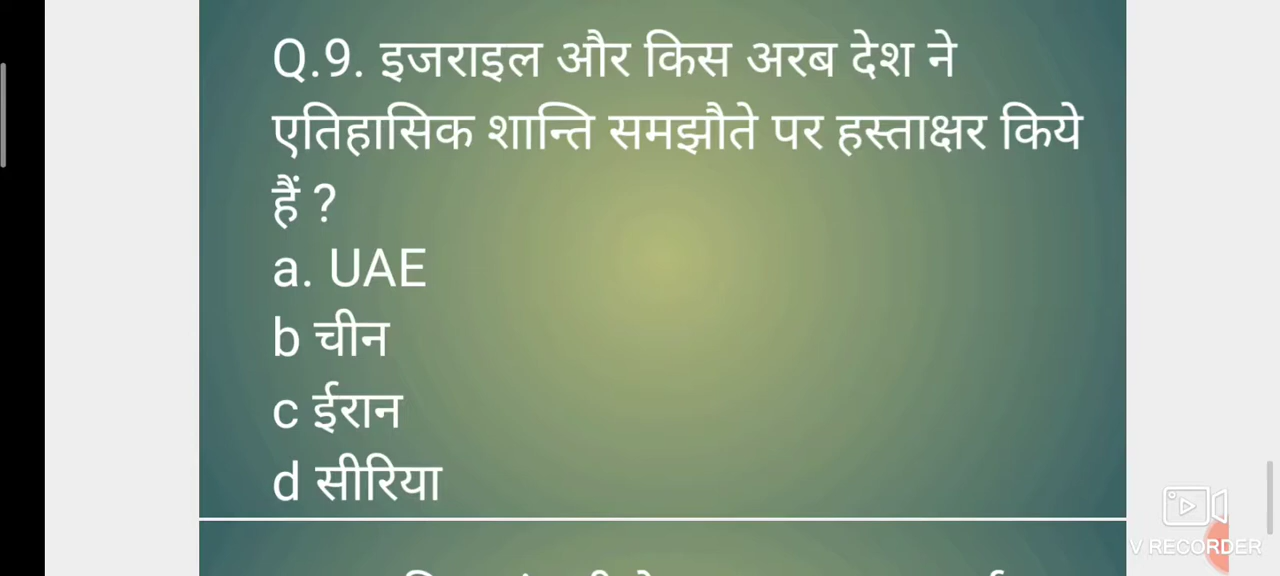 Q.9. इजराइल और किस अरब देश ने
एतिहासिक शान्ति समझौते पर हस्ताक्षर किये
हैं ?
a. UAE
b चीन
c ईरान
d सीरिया
V RECORDER